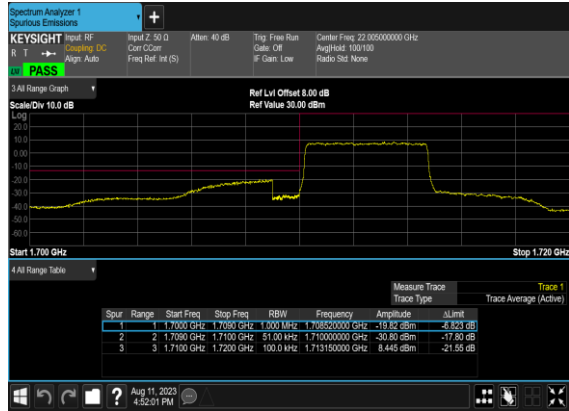 Spectrum Analyzer 1
Spurious Emissions
KEYSIGHT
R T
LV PASS
Input: RF
Coupling: DC
Align: Auto
Input Z: 50 Ω
Corr CCorr
Freq Ref: Int (S)
Atten: 40 dB
Trig: Free Run
Gate: Off
IF Gain: Low
Center Freq: 22.005000000 GHz
Avg|Hold: 100/100
Radio Std: None
3 All Range Graph
Scale/Div 10.0 dB
Ref Lvl Offset 8.00 dB
Ref Value 30.00 dBm
Log
20.0
10.0
0.00
-10.0
-20.0
-30.0
-40.0
-50.0
-60.0
Start 1.700 GHz
Stop 1.720 GHz
4 All Range Table
Measure Trace Trace 1
Trace Type Trace Average (Active)
Spur Range Start Freq Stop Freq RBW Frequency Amplitude ΔLimit
1 1 1.7000 GHz 1.7090 GHz 1.000 MHz 1.708520000 GHz -19.82 dBm -6.823 dB
2 2 1.7090 GHz 1.7100 GHz 51.00 kHz 1.710000000 GHz -30.80 dBm -17.80 dB
3 3 1.7100 GHz 1.7200 GHz 100.0 kHz 1.713150000 GHz 8.445 dBm -21.55 dB
Aug 11, 2023
4:52:01 PM